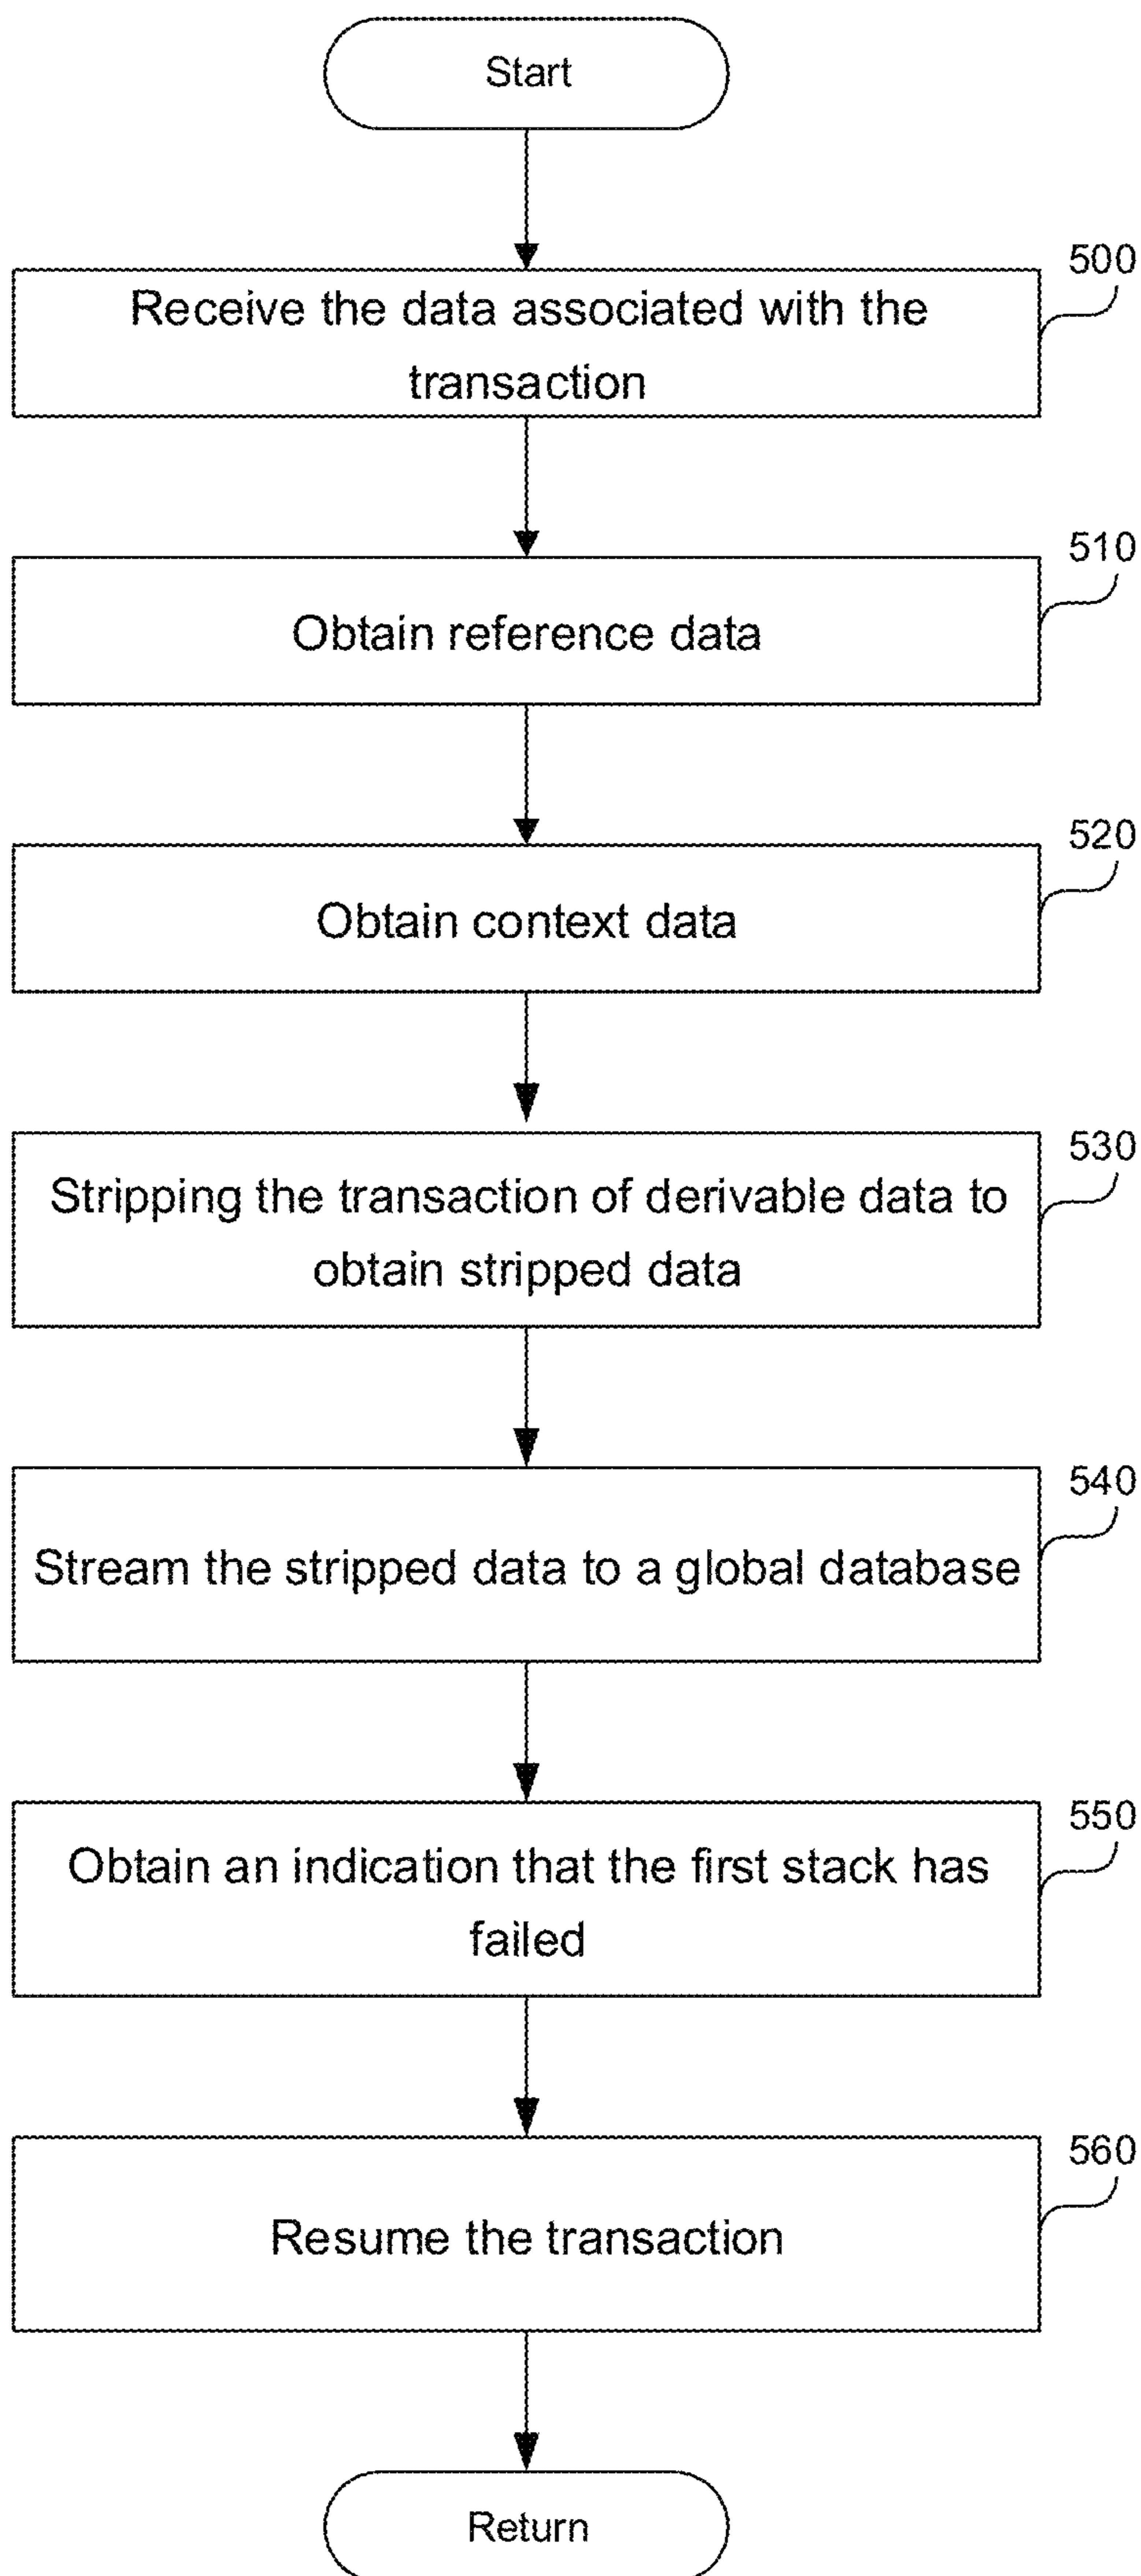 Start
500
Receive the data associated with the
transaction
510
Obtain reference data
520
Obtain context data
530
Stripping the transaction of derivable data to
obtain stripped data
540
Stream the stripped data to a global database
550
Obtain an indication that the first stack has
failed
560
Resume the transaction
Return